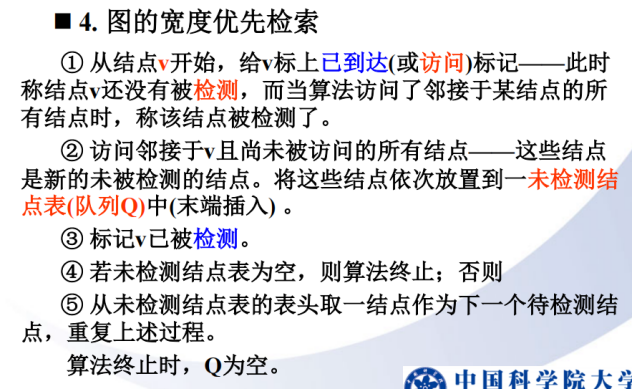 ■ 4. 图的宽度优先检索
① 从结点v开始，给v标上已到达(或访问)标记——此时
称结点v还没有被检测，而当算法访问了邻接于某结点的所
有结点时，称该结点被检测了。
② 访问邻接于v且尚未被访问的所有结点——这些结点
是新的未被检测的结点。将这些结点依次放置到一未检测结
点表(队列Q)中(末端插入) 。
③ 标记v已被检测。
④ 若未检测结点表为空，则算法终止；否则
⑤ 从未检测结点表的表头取一结点作为下一个待检测结
点，重复上述过程。
算法终止时，Q为空。
中国科学院大学